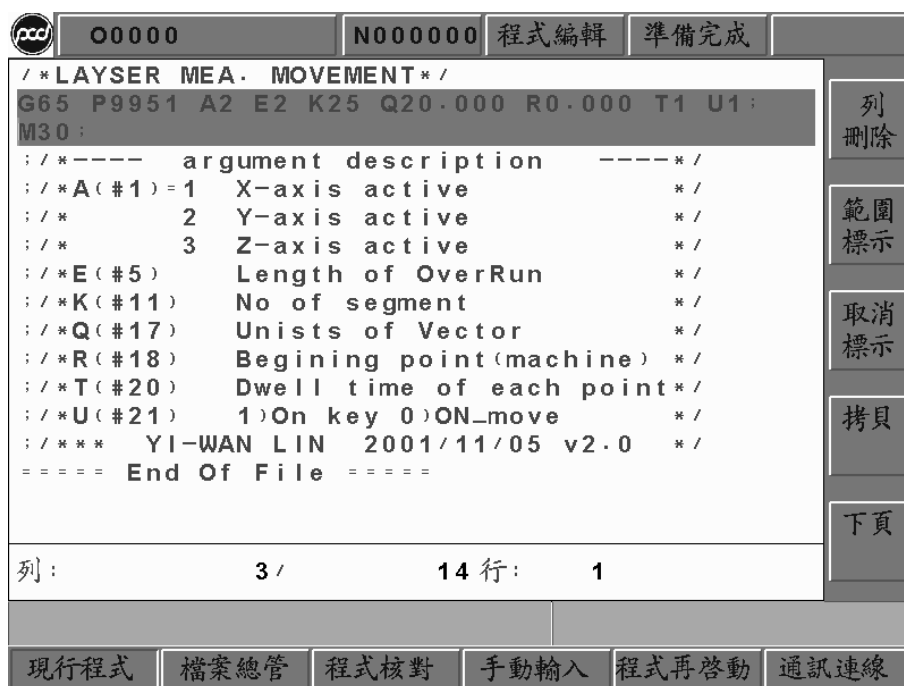 pcd O0000 N000000 程式編輯 準備完成
/*LAYSER MEA. MOVEMENT*/
G65 P9951 A2 E2 K25 Q20.000 R0.000 T1 U1;
M30;
;/*---- argument description ----*/
;/*A(#1)=1 X-axis active */
;/* 2 Y-axis active */
;/* 3 Z-axis active */
;/*E(#5) Length of OverRun */
;/*K(#11) No of segment */
;/*Q(#17) Unists of Vector */
;/*R(#18) Begining point(machine) */
;/*T(#20) Dwell time of each point*/
;/*U(#21) 1)On key 0)ON_move */
;/*** YI-WAN LIN 2001/11/05 v2.0 */
===== End Of File =====
列: 3/ 14 行: 1
列
刪除
範圍
標示
取消
標示
拷貝
下頁
現行程式 檔案總管 程式核對 手動輸入 程式再啓動 通訊連線